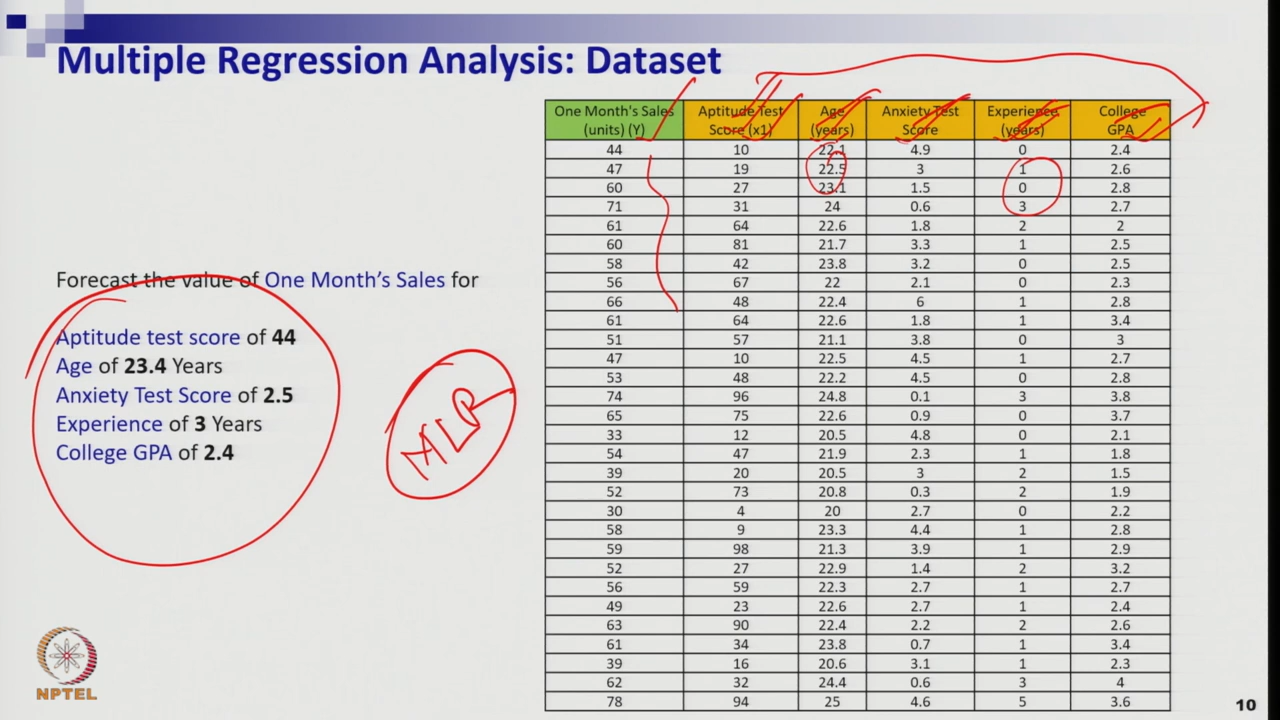 Multiple Regression Analysis: Dataset
Forecast the value of One Month's Sales for
Aptitude test score of 44
Age of 23.4 Years
Anxiety Test Score of 2.5
Experience of 3 Years
College GPA of 2.4
MLR
One Month's Sales (units) (Y) Aptitude Test Score (x1) Age (years) Anxiety Test Score Experience (years) College GPA
44 10 22.1 4.9 0 2.4
47 19 22.5 3 1 2.6
60 27 23.1 1.5 0 2.8
71 31 24 0.6 3 2.7
61 64 22.6 1.8 2 2
60 81 21.7 3.3 1 2.5
58 42 23.8 3.2 0 2.5
56 67 22 2.1 0 2.3
66 48 22.4 6 1 2.8
61 64 22.6 1.8 1 3.4
51 57 21.1 3.8 0 3
47 10 22.5 4.5 1 2.7
53 48 22.2 4.5 0 2.8
74 96 24.8 0.1 3 3.8
65 75 22.6 0.9 0 3.7
33 12 20.5 4.8 0 2.1
54 47 21.9 2.3 1 1.8
39 20 20.5 3 2 1.5
52 73 20.8 0.3 2 1.9
30 4 20 2.7 0 2.2
58 9 23.3 4.4 1 2.8
59 98 21.3 3.9 1 2.9
52 27 22.9 1.4 2 3.2
56 59 22.3 2.7 1 2.7
49 23 22.6 2.7 1 2.4
63 90 22.4 2.2 2 2.6
61 34 23.8 0.7 1 3.4
39 16 20.6 3.1 1 2.3
62 32 24.4 0.6 3 4
78 94 25 4.6 5 3.6
NPTEL
10